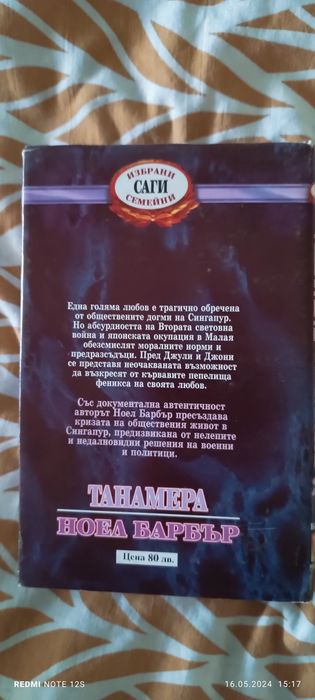 ИЗБРАНИ
САГИ
СЕМЕЙНИ
Една голяма любов е трагично обречена
от обществените догми на Сингапур.
Но абсурдността на Втората световна
война и японската окупация в Малая
обезсмислят моралните норми и
предразсъдъци. Пред Джули и Джони
се представя неочакваната възможност
да възкресят от кървавите пепелища
феникса на своята любов.
Със документална автентичност
авторът Ноел Барбър пресъздава
кризата на обществения живот в
Сингапур, предизвикана от нелепите
и недалновидни решения на военни
и политици.
ТАНАМЕРА
НОЕЛ БАРБЪР
Цена 80 лв.
REDMI NOTE 12S
16.05.2024 15:17